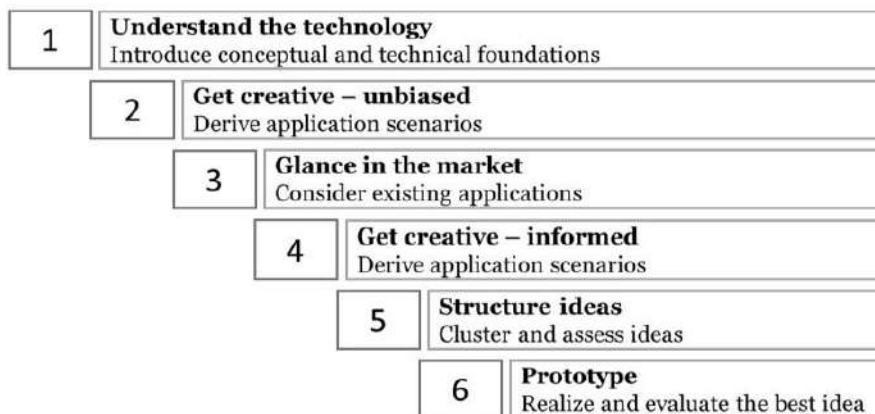 1
Understand the technology
Introduce conceptual and technical foundations
2
Get creative – unbiased
Derive application scenarios
3
Glance in the market
Consider existing applications
4
Get creative – informed
Derive application scenarios
5
Structure ideas
Cluster and assess ideas
6
Prototype
Realize and evaluate the best idea